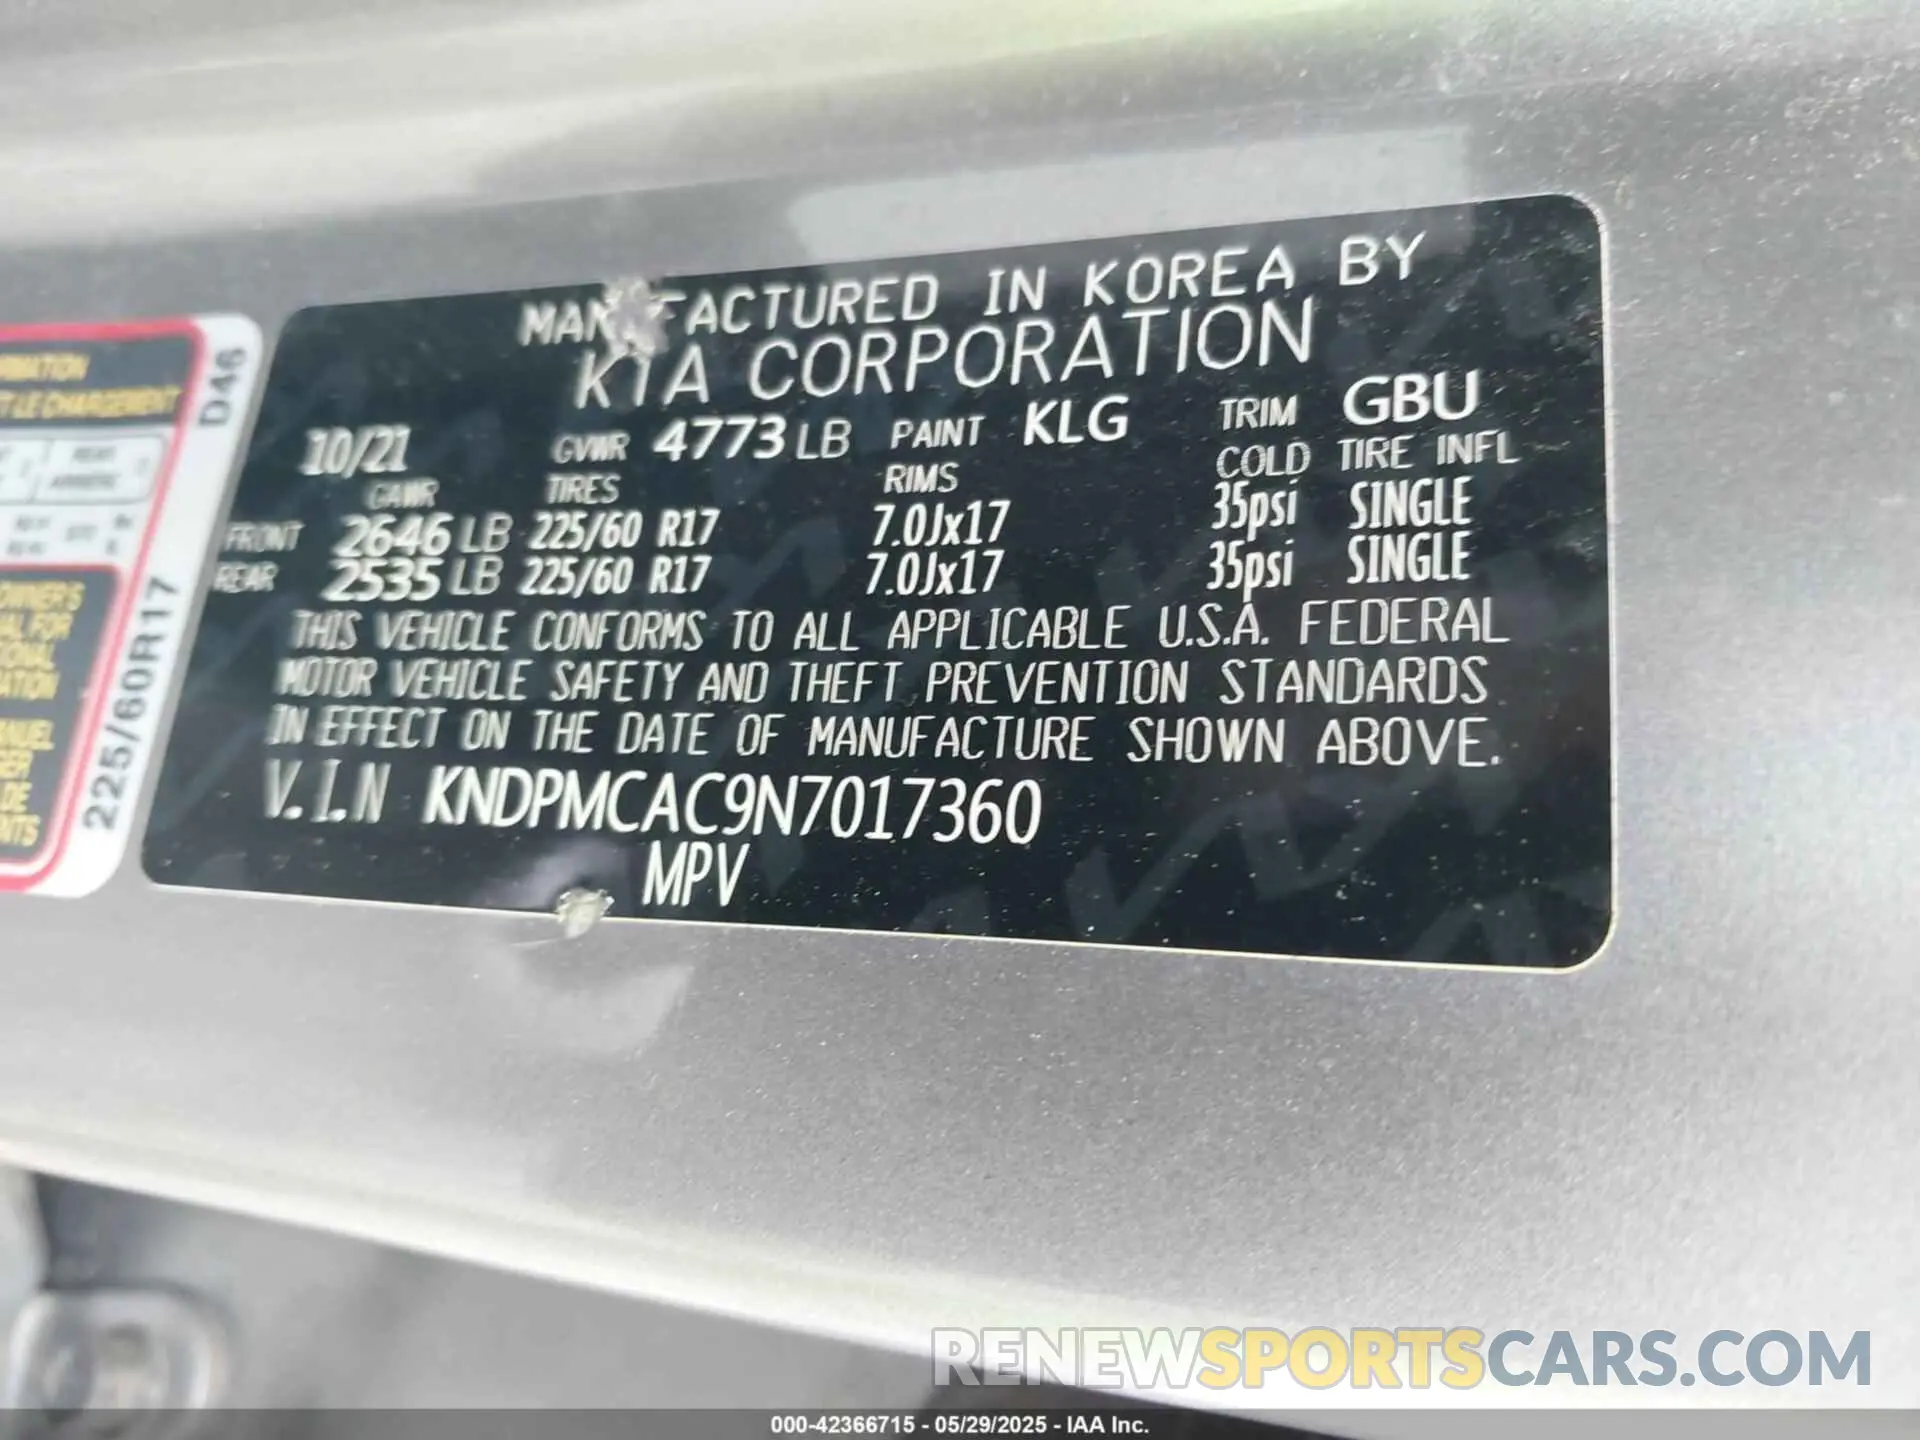 MANUFACTURED IN KOREA BY
KIA CORPORATION
10/21 GVWR 4773 LB PAINT KLG TRIM GBU
GAWR TIRES RIMS COLD TIRE INFL
FRONT 2646 LB 225/60 R17 7.0Jx17 35psi SINGLE
REAR 2535 LB 225/60 R17 7.0Jx17 35psi SINGLE
THIS VEHICLE CONFORMS TO ALL APPLICABLE U.S.A. FEDERAL
MOTOR VEHICLE SAFETY AND THEFT PREVENTION STANDARDS
IN EFFECT ON THE DATE OF MANUFACTURE SHOWN ABOVE.
V.I.N KNDPMCAC9N7017360
MPV
D46
225/60R17
ET LE CHARGEMENT
RENEWSPORTSCARS.COM
000-42366715 - 05/29/2025 - IAA Inc.